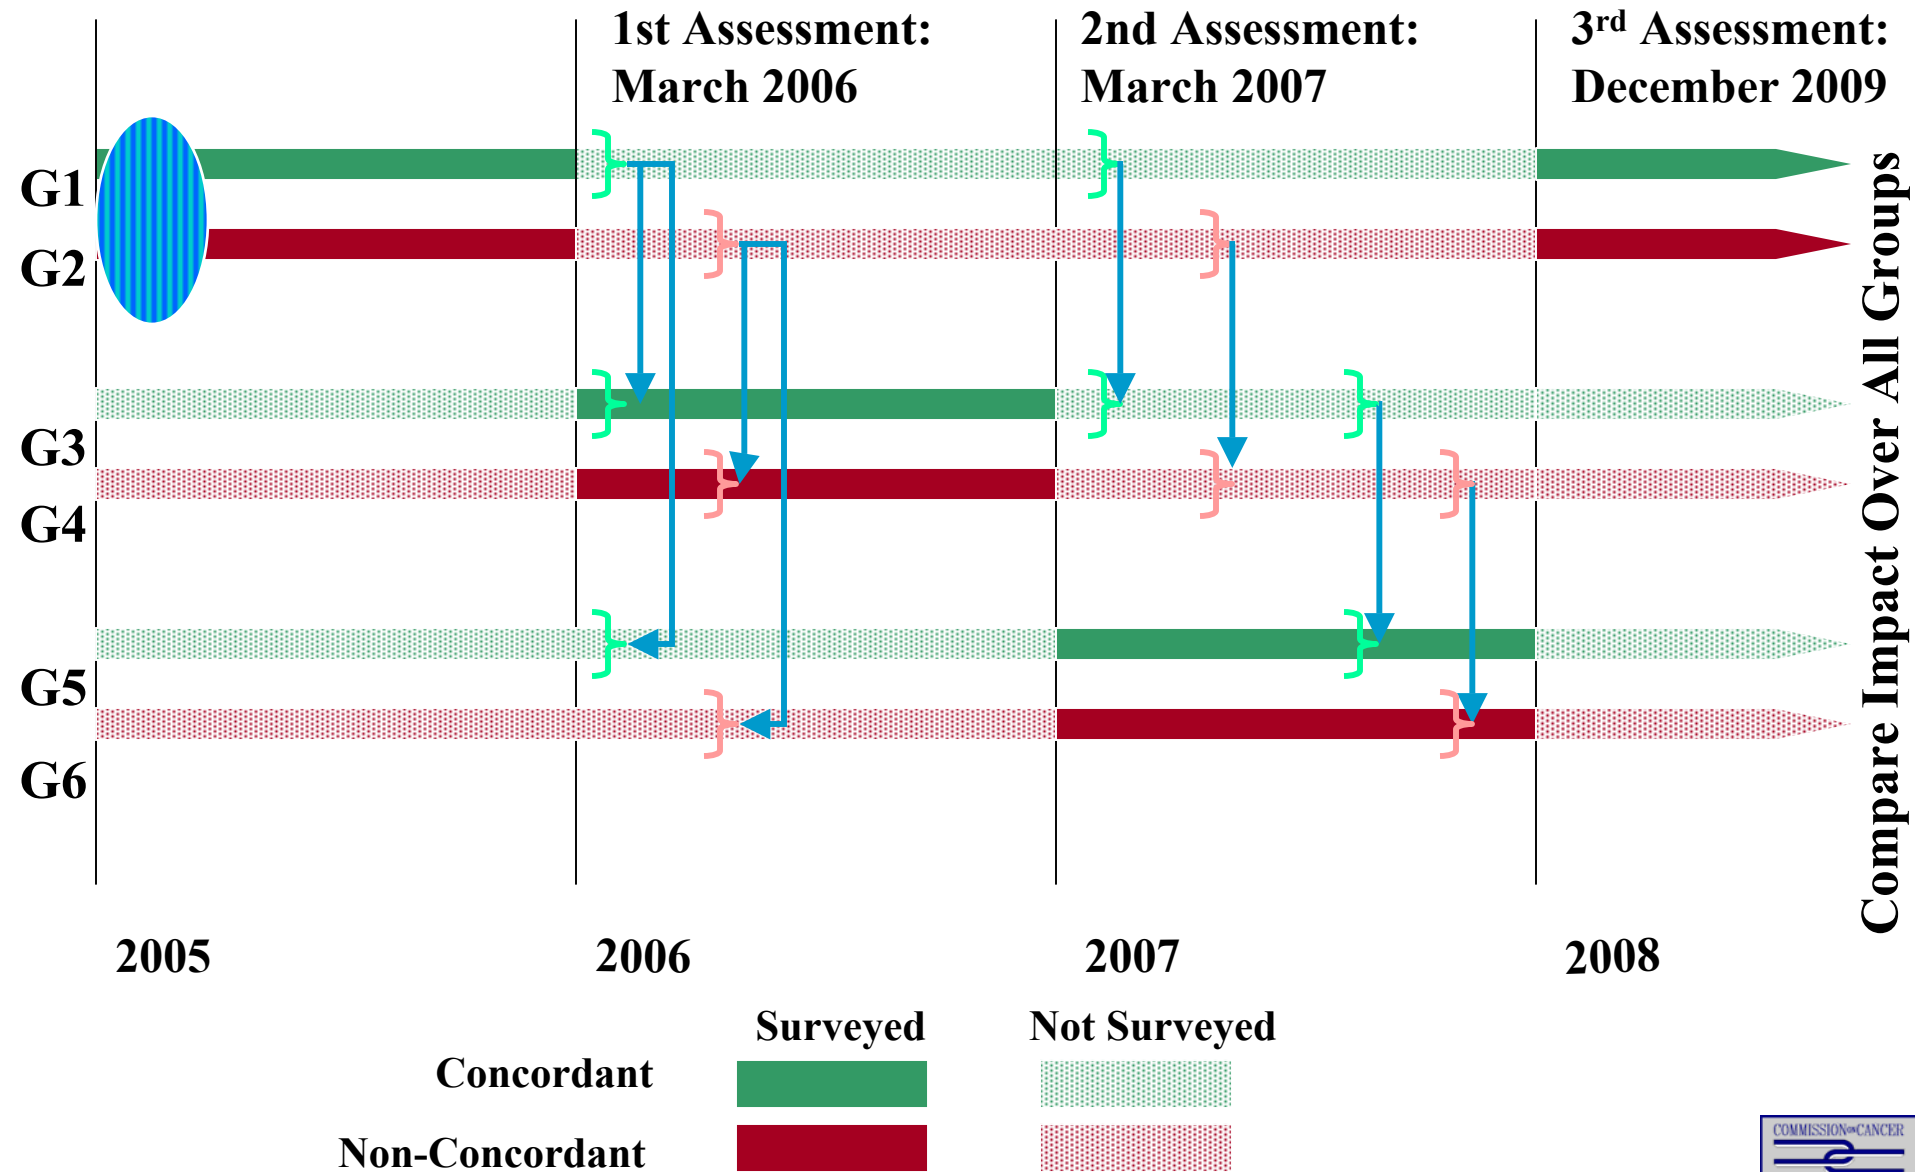 1st Assessment:
March 2006
2nd Assessment:
March 2007
3rd Assessment:
December 2009
G1
G2
G3
G4
G5
G6
Compare Impact Over All Groups
2005
2006
2007
2008
Surveyed
Not Surveyed
Concordant
Non-Concordant
COMMISSION ON CANCER